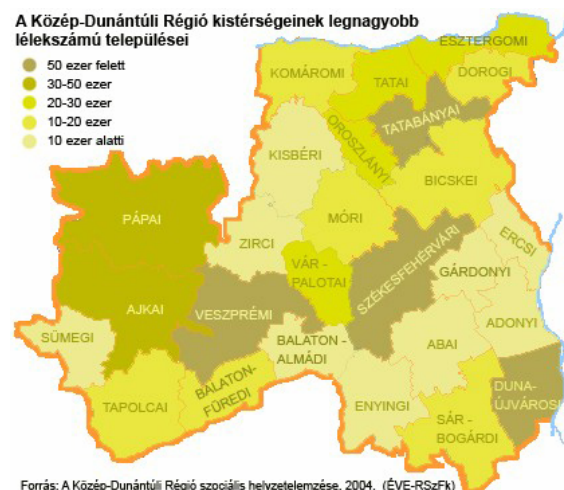 A Közép-Dunántúli Régió kistérségeinek legnagyobb
lélekszámú települései
50 ezer felett
30-50 ezer
20-30 ezer
10-20 ezer
10 ezer alatti
ESZTERGOMI
KOMÁROMI
TATAI
DOROGI
TATABÁNYAI
OROSZLÁNYI
KISBÉRI
BICSKEI
PÁPAI
MÓRI
ZIRCI
ERCSI
SZÉKESFEHÉRVÁRI
GÁRDONYI
VÁR -
PALOTAI
AJKAI
VESZPRÉMI
ADONYI
SÜMEGI
BALATON -
ALMÁDI
ABAI
BALATON-
FÜREDI
TAPOLCAI
ENYINGI
DUNA-
ÚJVÁROSI
SÁR -
BOGÁRDI
Forrás: A Közép-Dunántúli Régió szociális helyzetelemzése, 2004. (ÉVE-RSzFk)